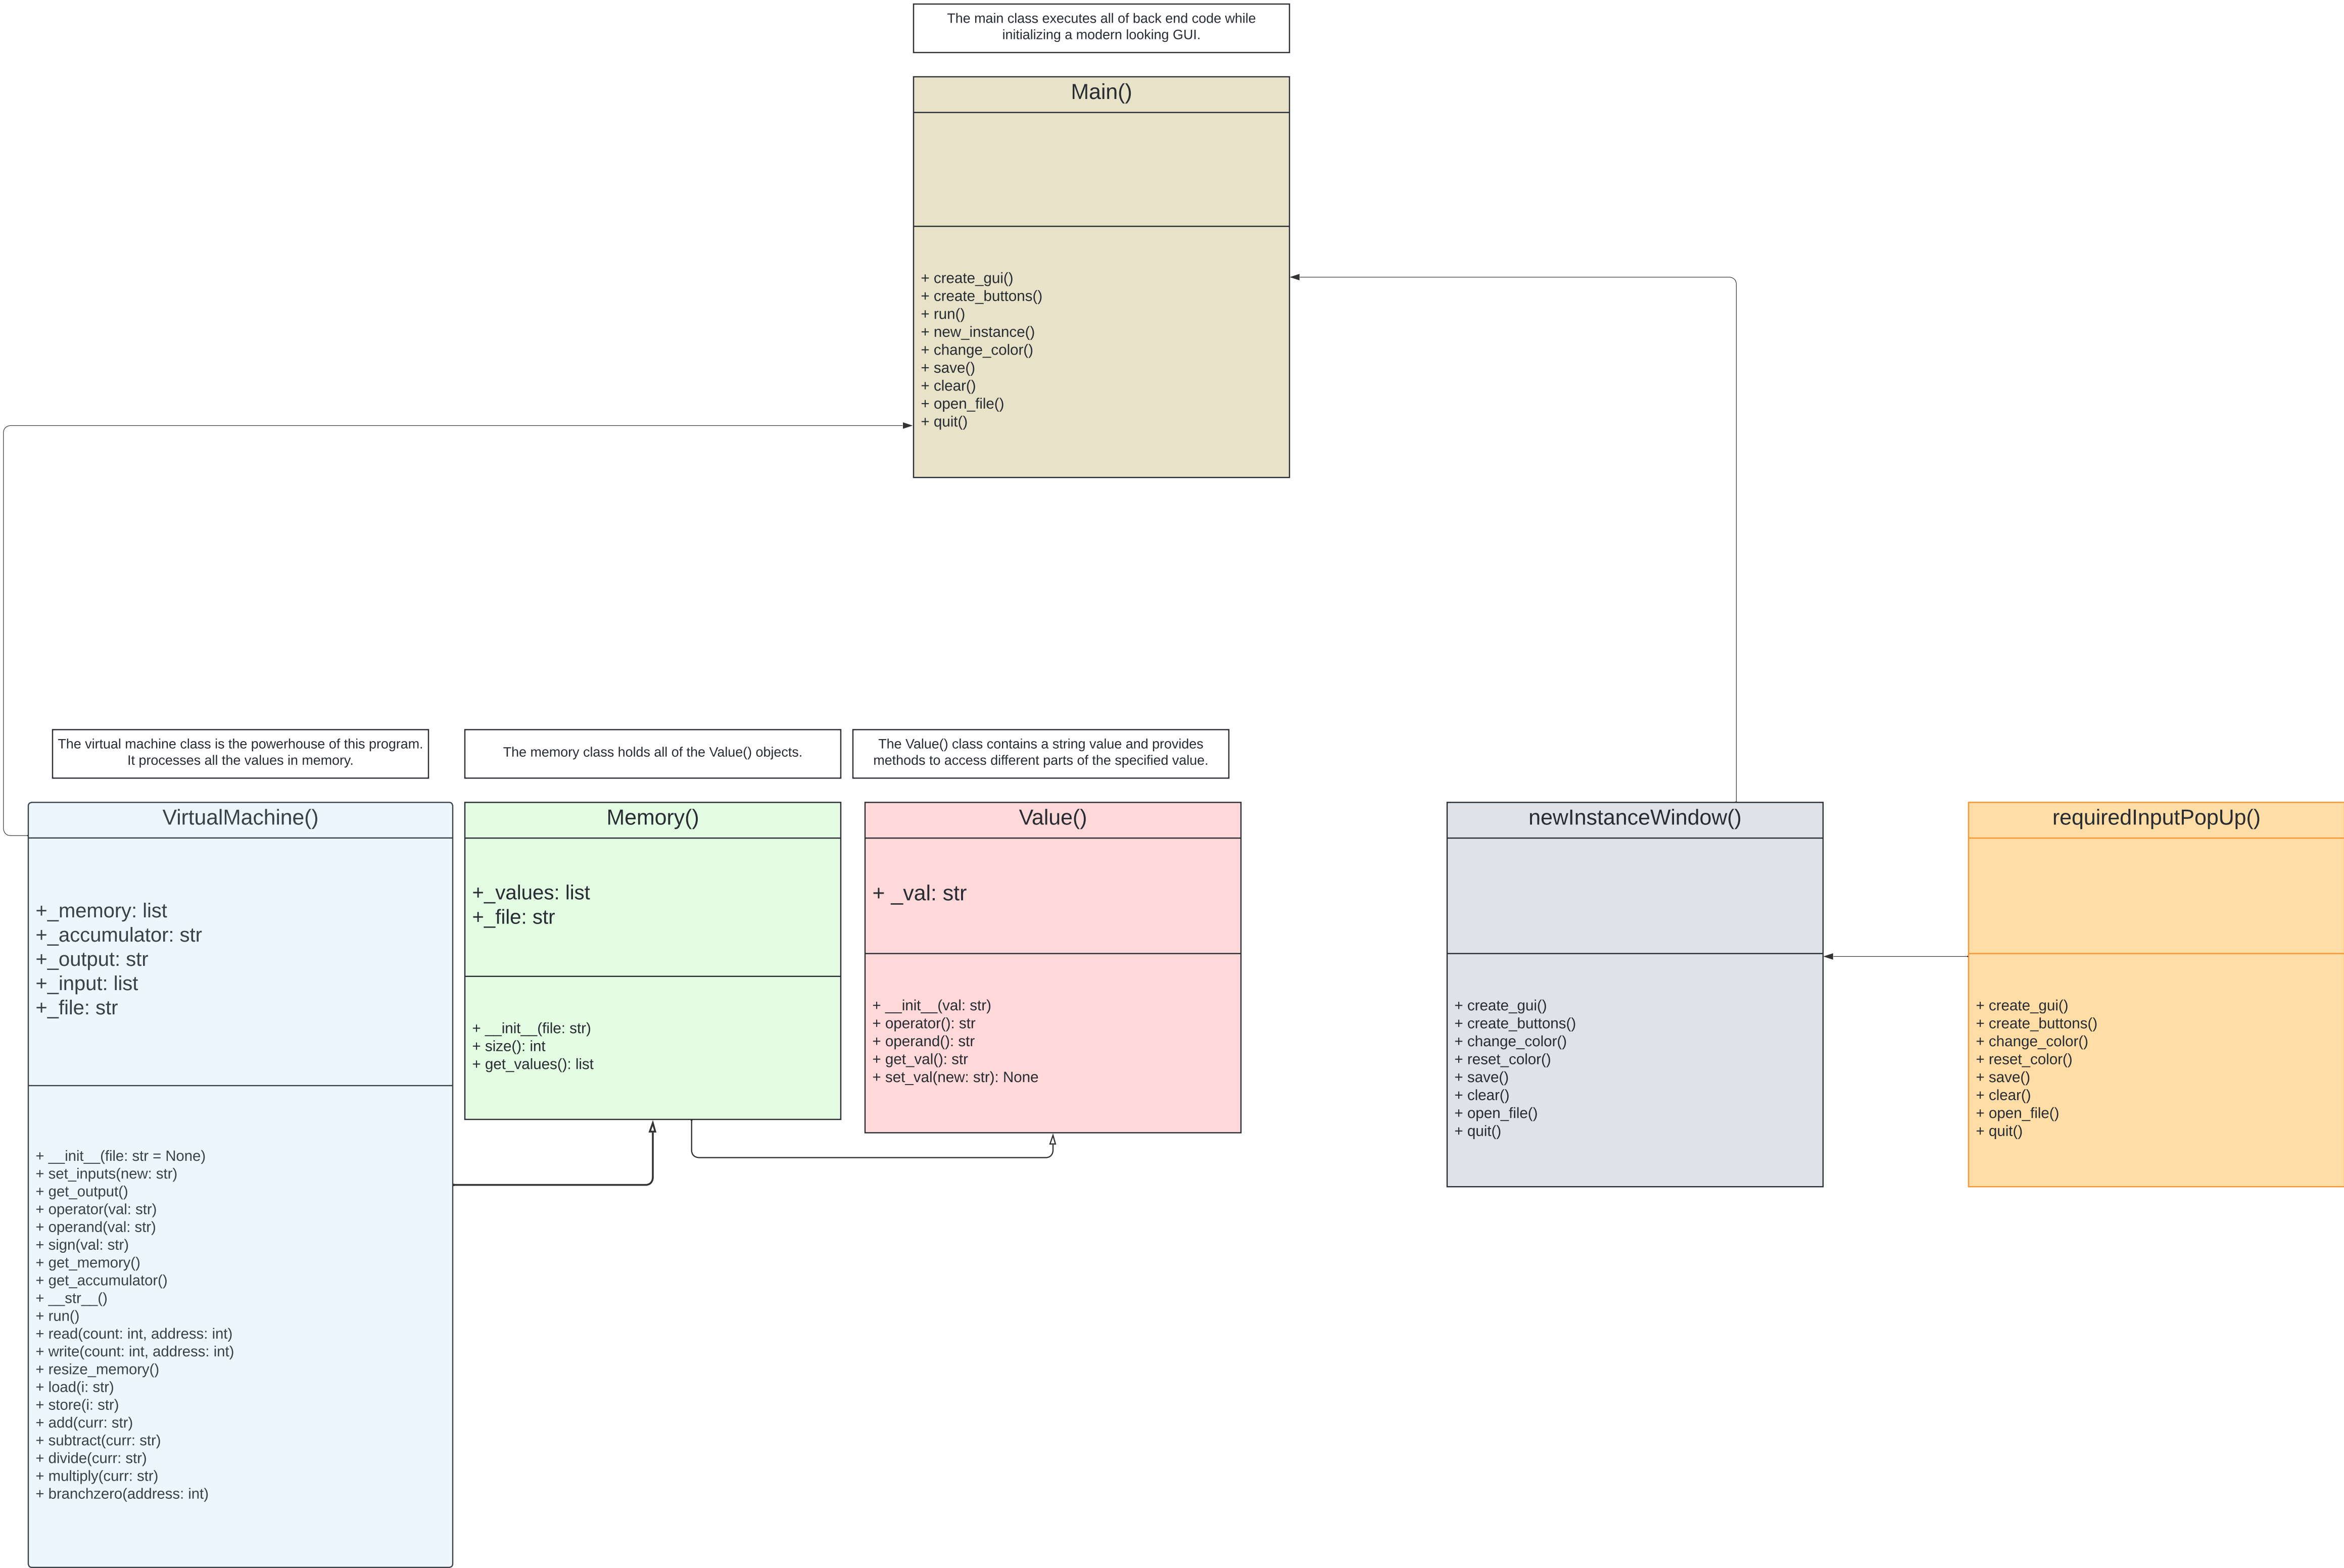 The main class executes all of back end code while
initializing a modern looking GUI.
Main()
+ create_gui()
+ create_buttons()
+ run()
+ new_instance()
+ change_color()
+ save()
+ clear()
+ open_file()
+ quit()
The virtual machine class is the powerhouse of this program.
It processes all the values in memory.
VirtualMachine()
+_memory: list
+_accumulator: str
+_output: str
+_input: list
+_file: str
+ __init__(file: str = None)
+ set_inputs(new: str)
+ get_output()
+ operator(val: str)
+ operand(val: str)
+ sign(val: str)
+ get_memory()
+ get_accumulator()
+ __str__()
+ run()
+ read(count: int, address: int)
+ write(count: int, address: int)
+ resize_memory()
+ load(i: str)
+ store(i: str)
+ add(curr: str)
+ subtract(curr: str)
+ divide(curr: str)
+ multiply(curr: str)
+ branchzero(address: int)
The memory class holds all of the Value() objects.
Memory()
+_values: list
+_file: str
+ __init__(file: str)
+ size(): int
+ get_values(): list
The Value() class contains a string value and provides
methods to access different parts of the specified value.
Value()
+ _val: str
+ __init__(val: str)
+ operator(): str
+ operand(): str
+ get_val(): str
+ set_val(new: str): None
newInstanceWindow()
+ create_gui()
+ create_buttons()
+ change_color()
+ reset_color()
+ save()
+ clear()
+ open_file()
+ quit()
requiredInputPopUp()
+ create_gui()
+ create_buttons()
+ change_color()
+ reset_color()
+ save()
+ clear()
+ open_file()
+ quit()